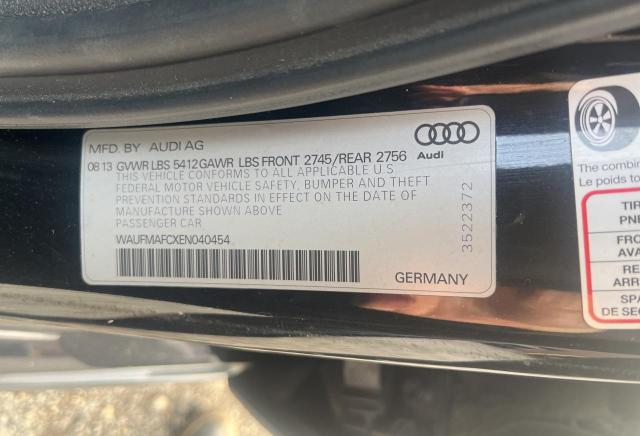 MFD. BY AUDI AG
08 13 GVWR LBS 5412 GAWR LBS FRONT 2745/REAR 2756
THIS VEHICLE CONFORMS TO ALL APPLICABLE U.S
FEDERAL MOTOR VEHICLE SAFETY, BUMPER AND THEFT
PREVENTION STANDARDS IN EFFECT ON THE DATE OF
MANUFACTURE SHOWN ABOVE
PASSENGER CAR
WAUFMAFCXEN040454
GERMANY
Audi
3522372
The combine
Le poids to
TIR
PNE
FRO
AVA
RE
ARR
SPA
DE SEC